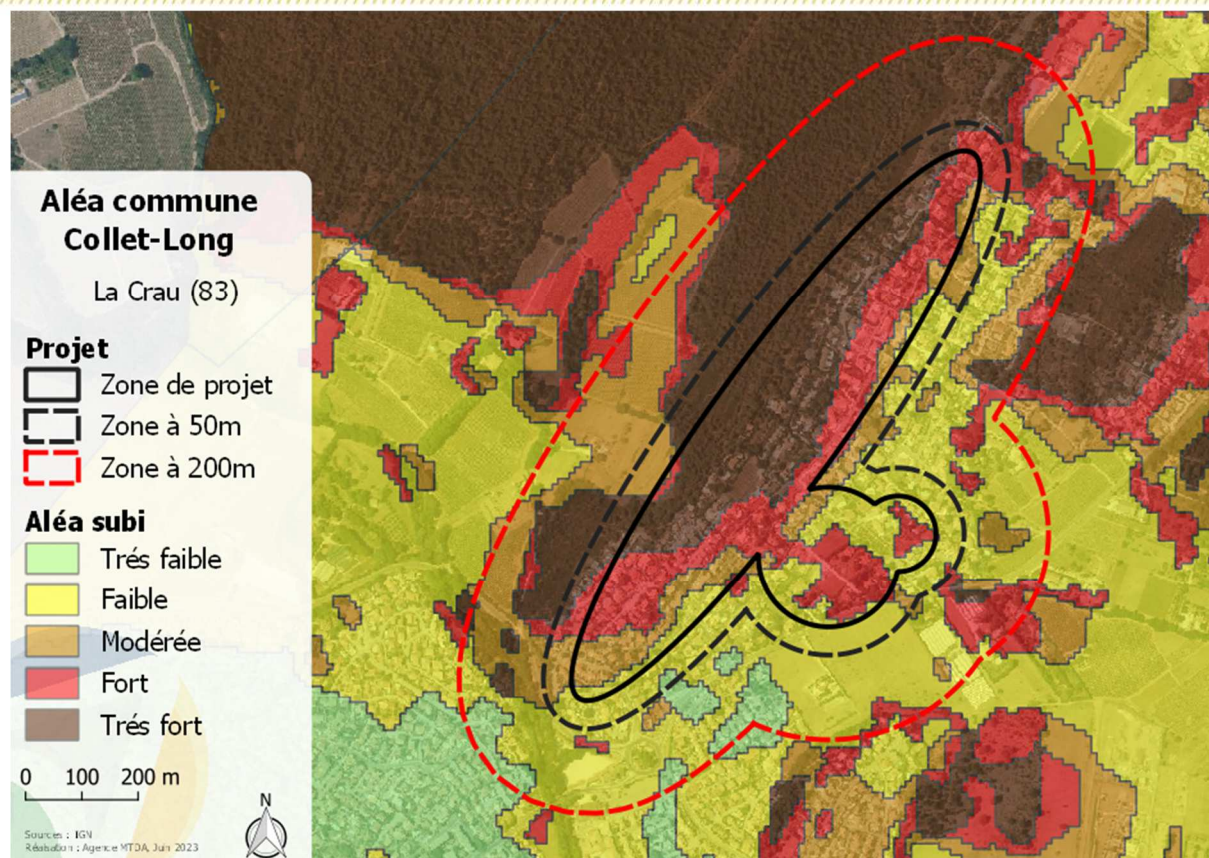 Aléa commune
Collet-Long
La Crau (83)
Projet
Zone de projet
Zone à 50m
Zone à 200m
Aléa subi
Trés faible
Faible
Modérée
Fort
Trés fort
0 100 200 m
N
Sources : IGN
Réalisation : Agence MTDA, Juin 2023